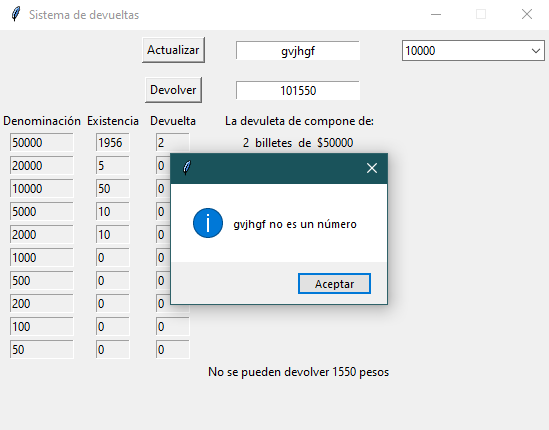 Sistema de devueltas
Actualizar gvjhgf 10000
Devolver 101550
Denominación Existencia Devuelta La devuleta de compone de:
50000 1956 2 2 billetes de $50000
20000 5 0
10000 50 0
5000 10 0
gvjhgf no es un número
2000 10 0
1000 0 0
500 0 0
Aceptar
200 0 0
100 0 0
50 0 0
No se pueden devolver 1550 pesos